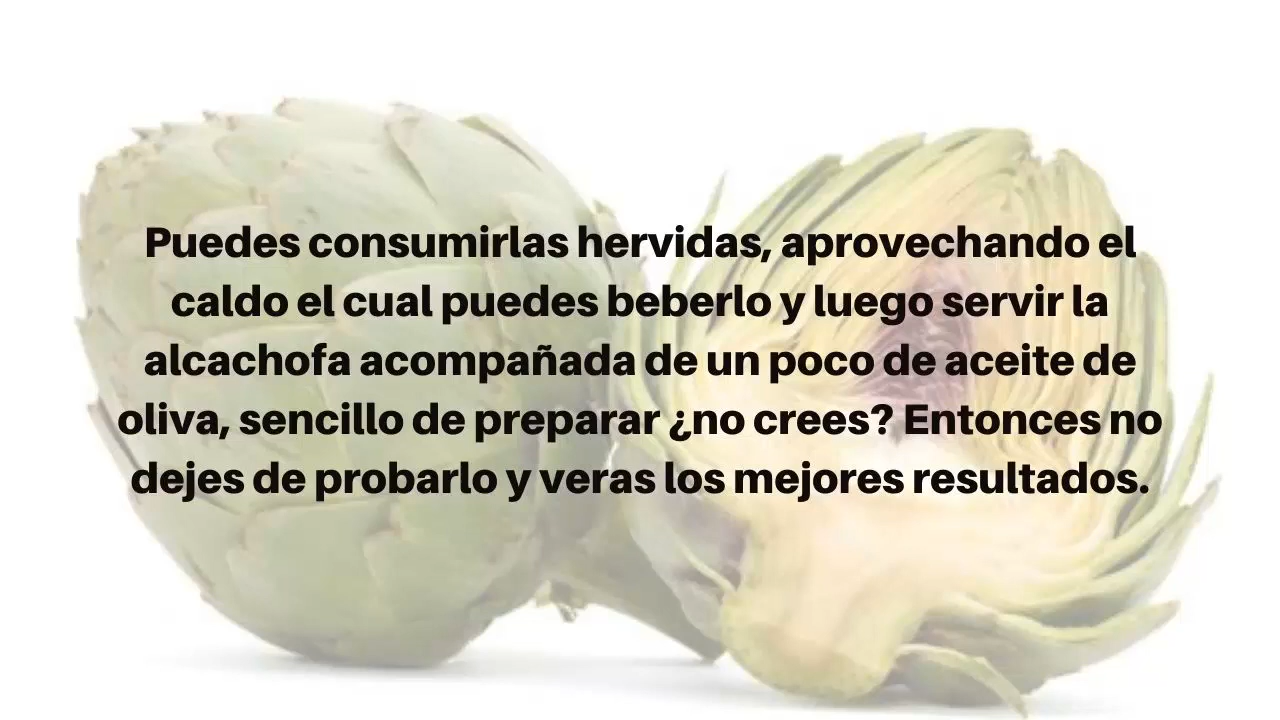 Puedes consumirlas hervidas, aprovechando el
caldo el cual puedes beberlo y luego servir la
alcachofa acompañada de un poco de aceite de
oliva, sencillo de preparar ¿no crees? Entonces no
dejes de probarlo y veras los mejores resultados.